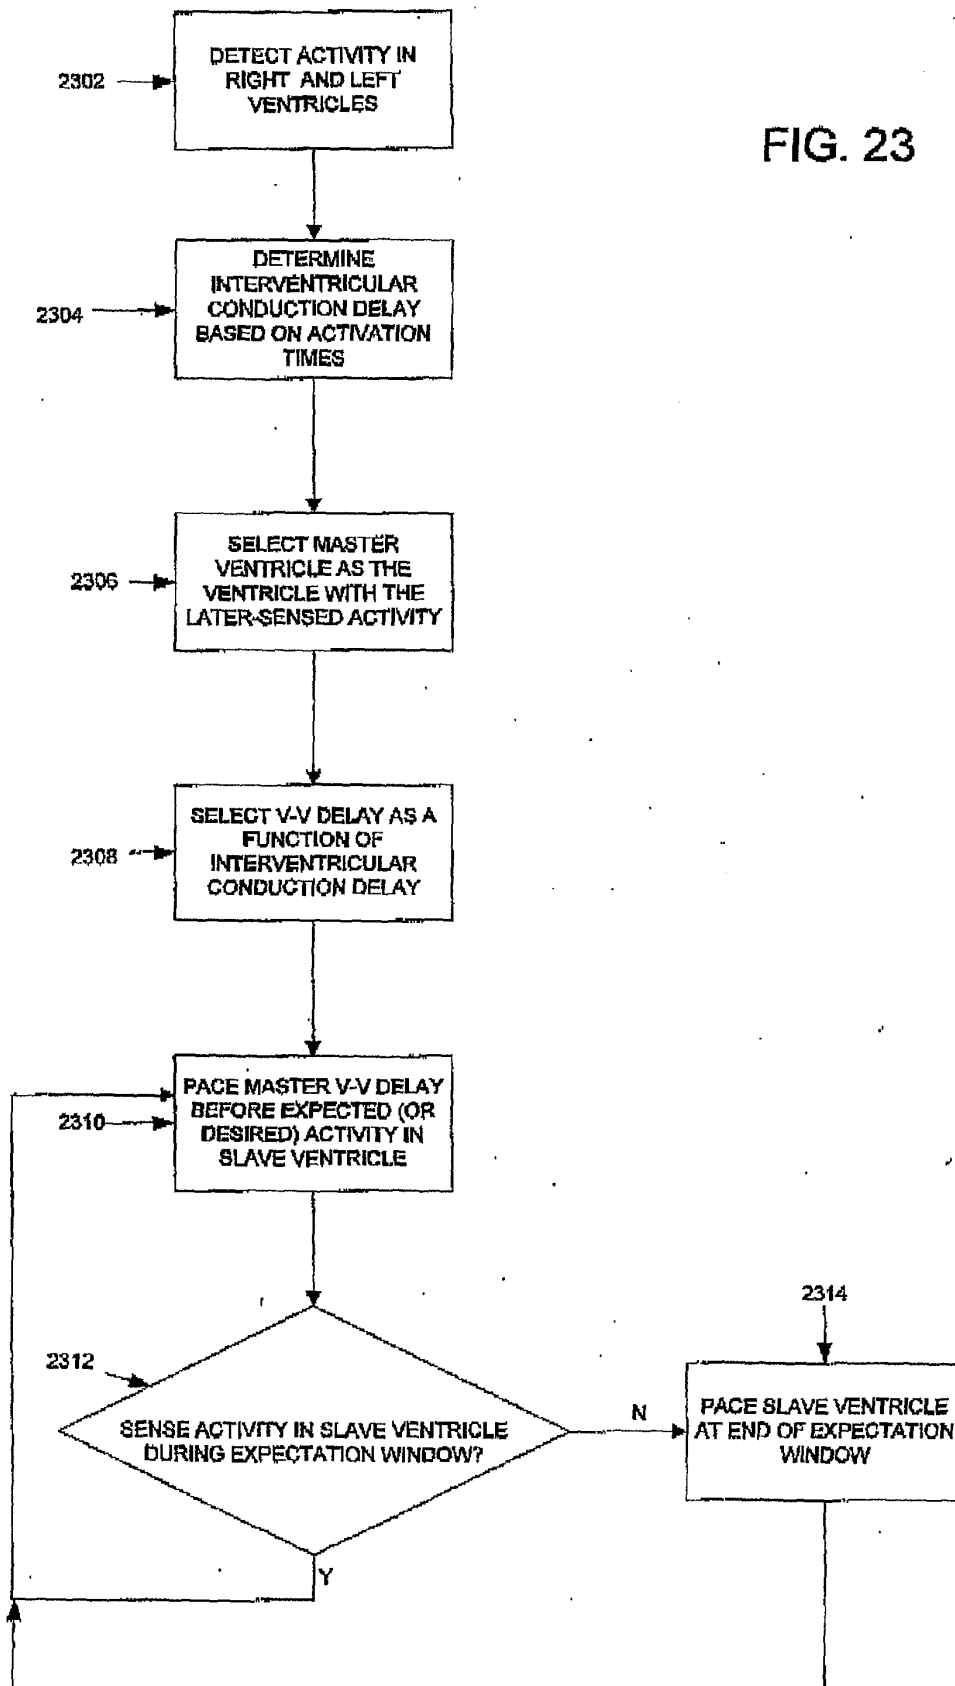 FIG. 23
2302
DETECT ACTIVITY IN
RIGHT AND LEFT
VENTRICLES
2304
DETERMINE
INTERVENTRICULAR
CONDUCTION DELAY
BASED ON ACTIVATION
TIMES
2306
SELECT MASTER
VENTRICLE AS THE
VENTRICLE WITH THE
LATER-SENSED ACTIVITY
2308
SELECT V-V DELAY AS A
FUNCTION OF
INTERVENTRICULAR
CONDUCTION DELAY
2310
PACE MASTER V-V DELAY
BEFORE EXPECTED (OR
DESIRED) ACTIVITY IN
SLAVE VENTRICLE
2312
SENSE ACTIVITY IN SLAVE VENTRICLE
DURING EXPECTATION WINDOW?
N
Y
2314
PACE SLAVE VENTRICLE
AT END OF EXPECTATION
WINDOW